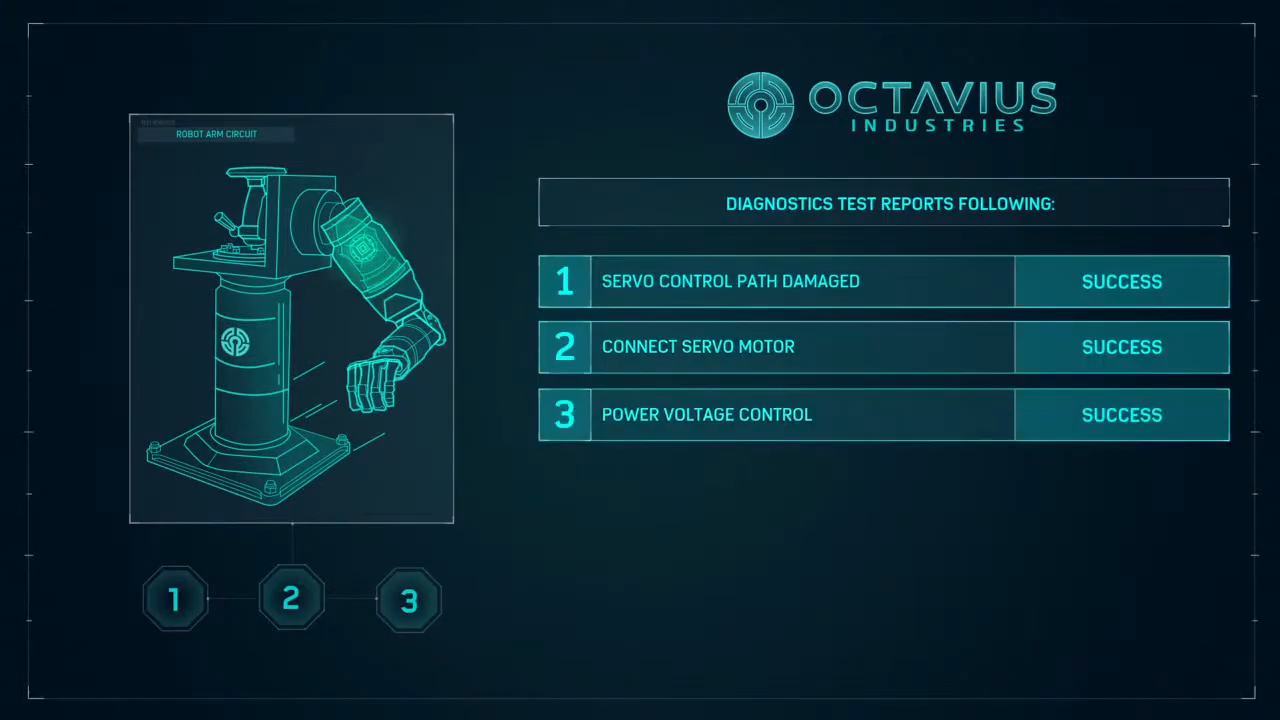 OCTAVIUS
INDUSTRIES
ROBOT ARM CIRCUIT
DIAGNOSTICS TEST REPORTS FOLLOWING:
1 SERVO CONTROL PATH DAMAGED SUCCESS
2 CONNECT SERVO MOTOR SUCCESS
3 POWER VOLTAGE CONTROL SUCCESS
1 2 3